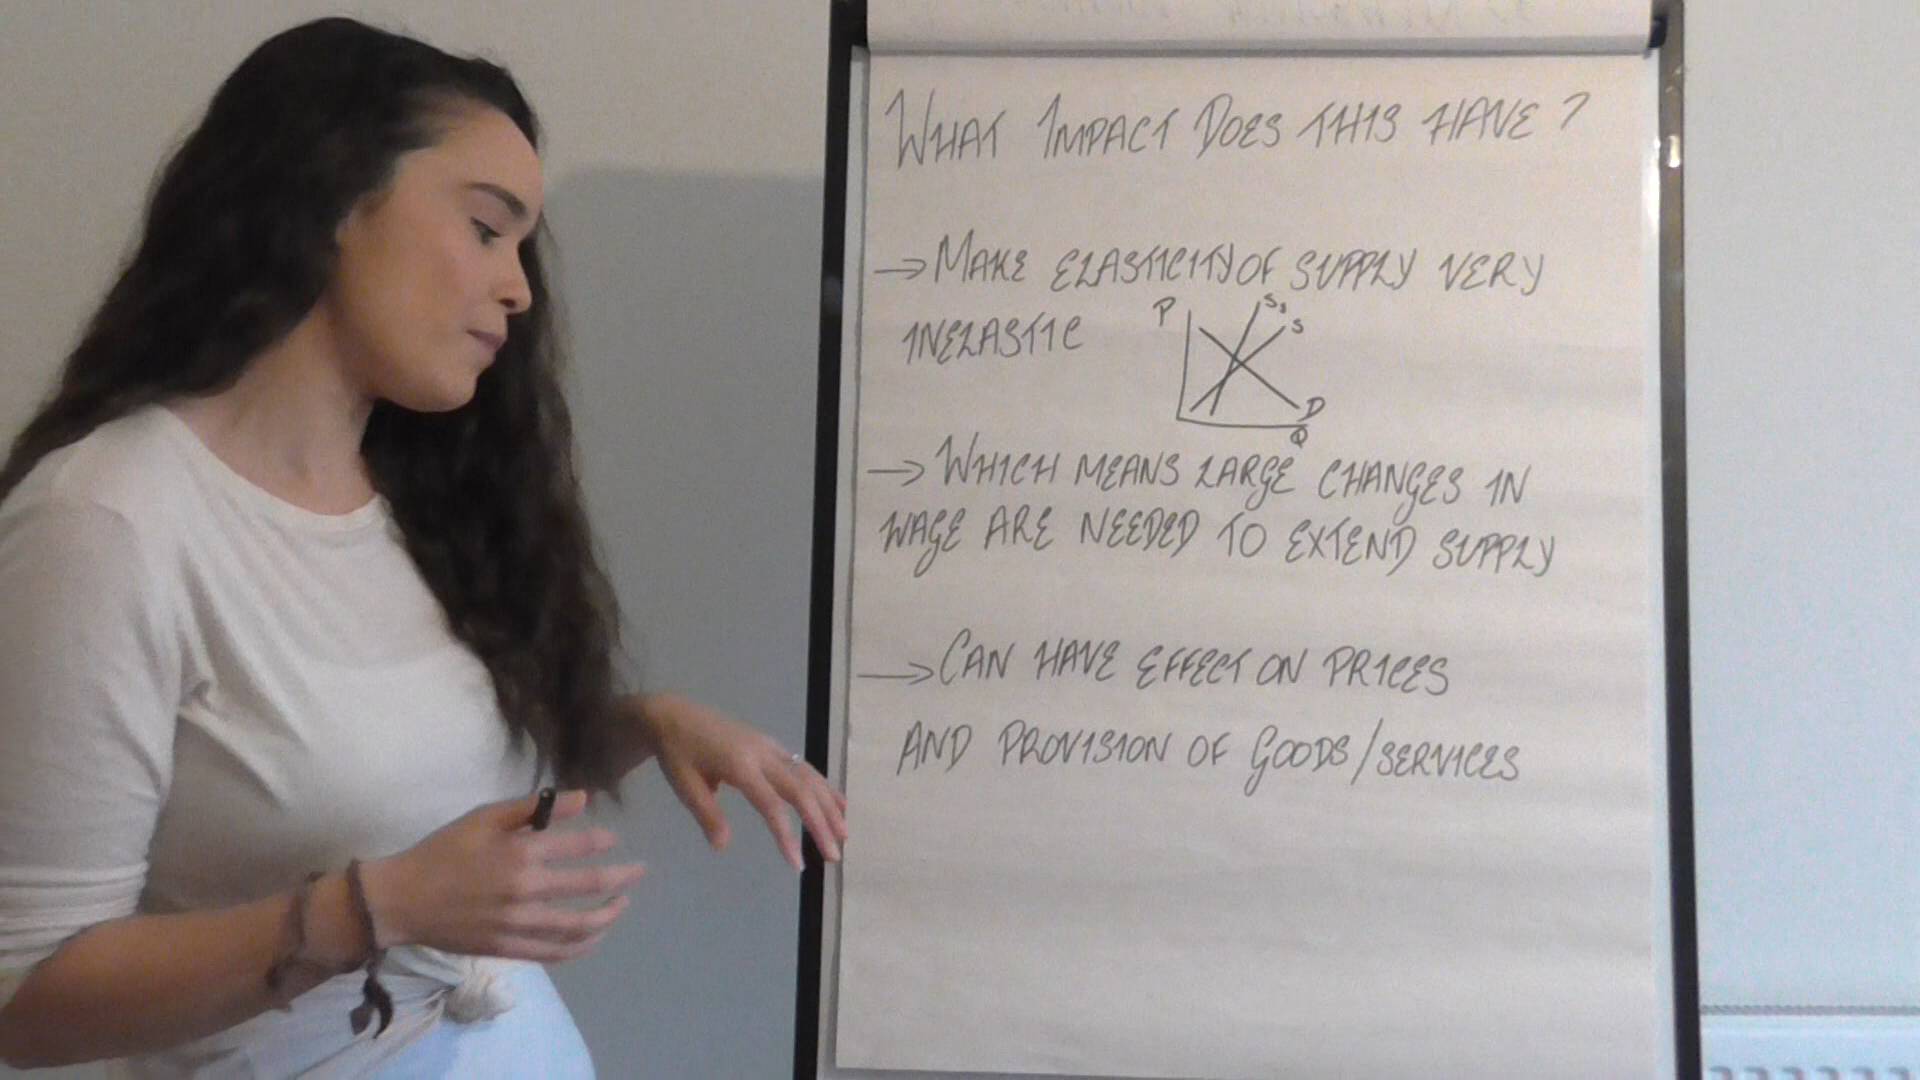 WHAT IMPACT DOES THIS HAVE?
→ MAKE ELASTICITY OF SUPPLY VERY
INELASTIC
P
S₁
S
D
Q
→ WHICH MEANS LARGE CHANGES IN
WAGE ARE NEEDED TO EXTEND SUPPLY
→ CAN HAVE EFFECT ON PRICES
AND PROVISION OF GOODS/SERVICES